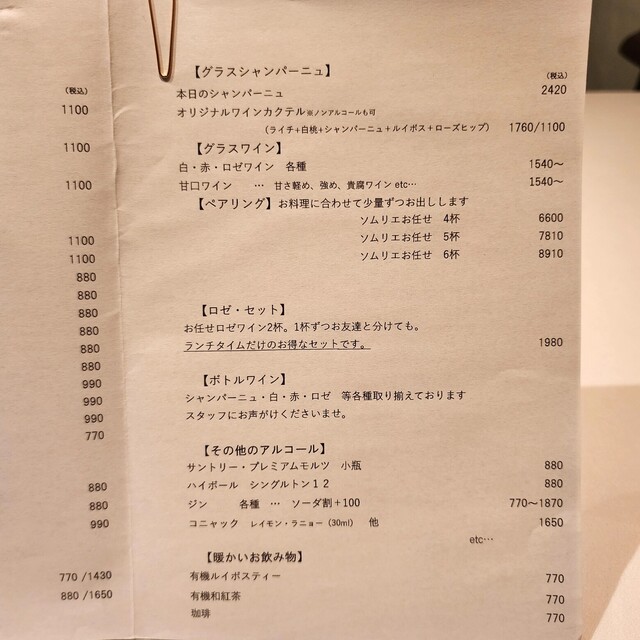 (税込)
1100
1100
1100
1100
1100
880
880
880
880
880
880
990
990
990
770
880
880
990
770 /1430
880 /1650
【グラスシャンパーニュ】 (税込)
本日のシャンパーニュ 2420
オリジナルワインカクテル※ノンアルコールも可
(ライチ+白桃+シャンパーニュ+ルイボス+ローズヒップ) 1760/1100
【グラスワイン】
白・赤・ロゼワイン 各種 1540～
甘口ワイン … 甘さ軽め、強め、貴腐ワイン etc… 1540～
【ペアリング】お料理に合わせて少量ずつお出しします
ソムリエお任せ 4杯 6600
ソムリエお任せ 5杯 7810
ソムリエお任せ 6杯 8910
【ロゼ・セット】
お任せロゼワイン2杯。1杯ずつお友達と分けても。
ランチタイムだけのお得なセットです。 1980
【ボトルワイン】
シャンパーニュ・白・赤・ロゼ 等各種取り揃えております
スタッフにお声がけくださいませ。
【その他のアルコール】
サントリー・プレミアムモルツ 小瓶 880
ハイボール シングルトン12 880
ジン 各種 … ソーダ割+100 770～1870
コニャック レイモン・ラニョー (30ml) 他 1650
etc…
【暖かいお飲み物】
有機ルイボスティー 770
有機和紅茶 770
珈琲 770